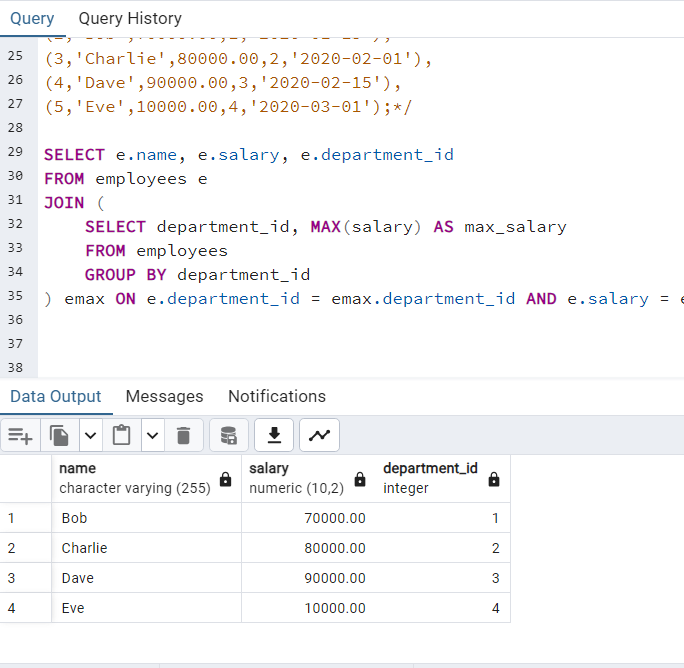 Query Query History
25 (3,'Charlie',80000.00,2,'2020-02-01'),
26 (4,'Dave',90000.00,3,'2020-02-15'),
27 (5,'Eve',10000.00,4,'2020-03-01');*/
28
29 SELECT e.name, e.salary, e.department_id
30 FROM employees e
31 JOIN (
32 SELECT department_id, MAX(salary) AS max_salary
33 FROM employees
34 GROUP BY department_id
35 ) emax ON e.department_id = emax.department_id AND e.salary = e
36
37
38
Data Output Messages Notifications
name salary department_id
character varying (255) numeric (10,2) integer
1 Bob 70000.00 1
2 Charlie 80000.00 2
3 Dave 90000.00 3
4 Eve 10000.00 4